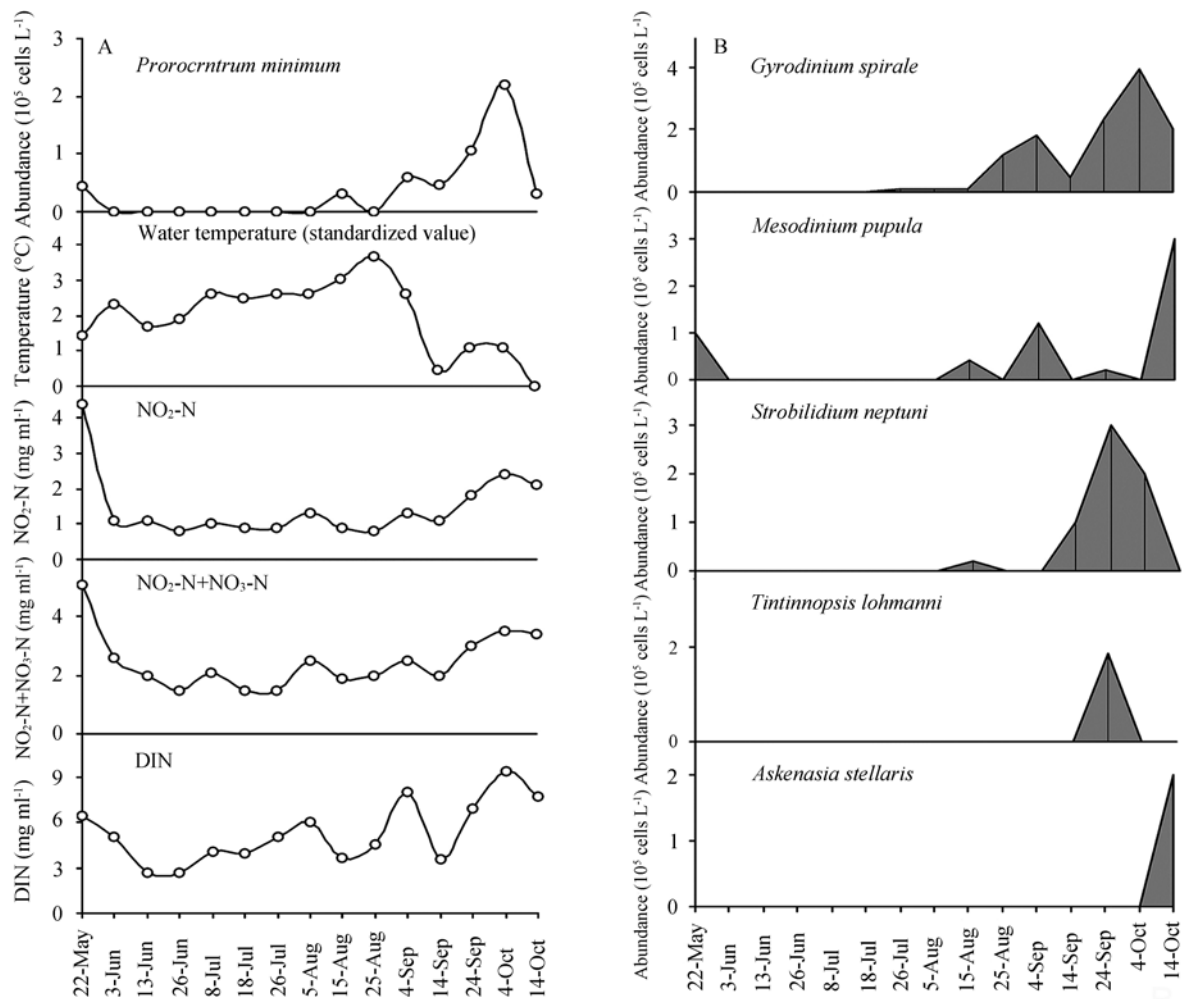 A
Prorocrntrum minimum
Abundance (10⁵ cells L⁻¹)
3
2
1
0
Water temperature (standardized value)
Temperature (°C)
4
3
2
1
0
NO₂-N
NO₂-N (mg ml⁻¹)
4
3
2
1
0
NO₂-N+NO₃-N
NO₂-N+NO₃-N (mg ml⁻¹)
4
2
0
DIN
DIN (mg ml⁻¹)
9
6
3
0
22-May
3-Jun
13-Jun
26-Jun
8-Jul
18-Jul
26-Jul
5-Aug
15-Aug
25-Aug
4-Sep
14-Sep
24-Sep
4-Oct
14-Oct
B
Gyrodinium spirale
Abundance (10⁵ cells L⁻¹)
4
2
0
Mesodinium pupula
Abundance (10⁵ cells L⁻¹)
3
2
1
0
Strobilidium neptuni
Abundance (10⁵ cells L⁻¹)
3
2
1
0
Tintinnopsis lohmanni
Abundance (10⁵ cells L⁻¹)
2
0
Askenasia stellaris
Abundance (10⁵ cells L⁻¹)
2
1
0
22-May
3-Jun
13-Jun
26-Jun
8-Jul
18-Jul
26-Jul
5-Aug
15-Aug
25-Aug
4-Sep
14-Sep
24-Sep
4-Oct
14-Oct